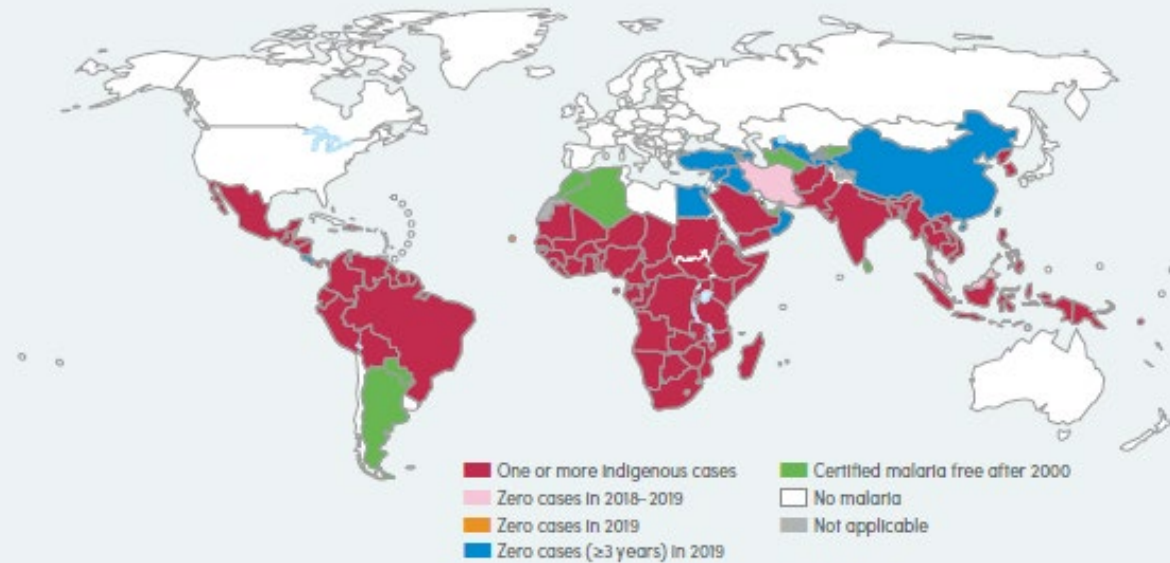 One or more indigenous cases
Zero cases in 2018–2019
Zero cases in 2019
Zero cases (≥3 years) in 2019
Certified malaria free after 2000
No malaria
Not applicable